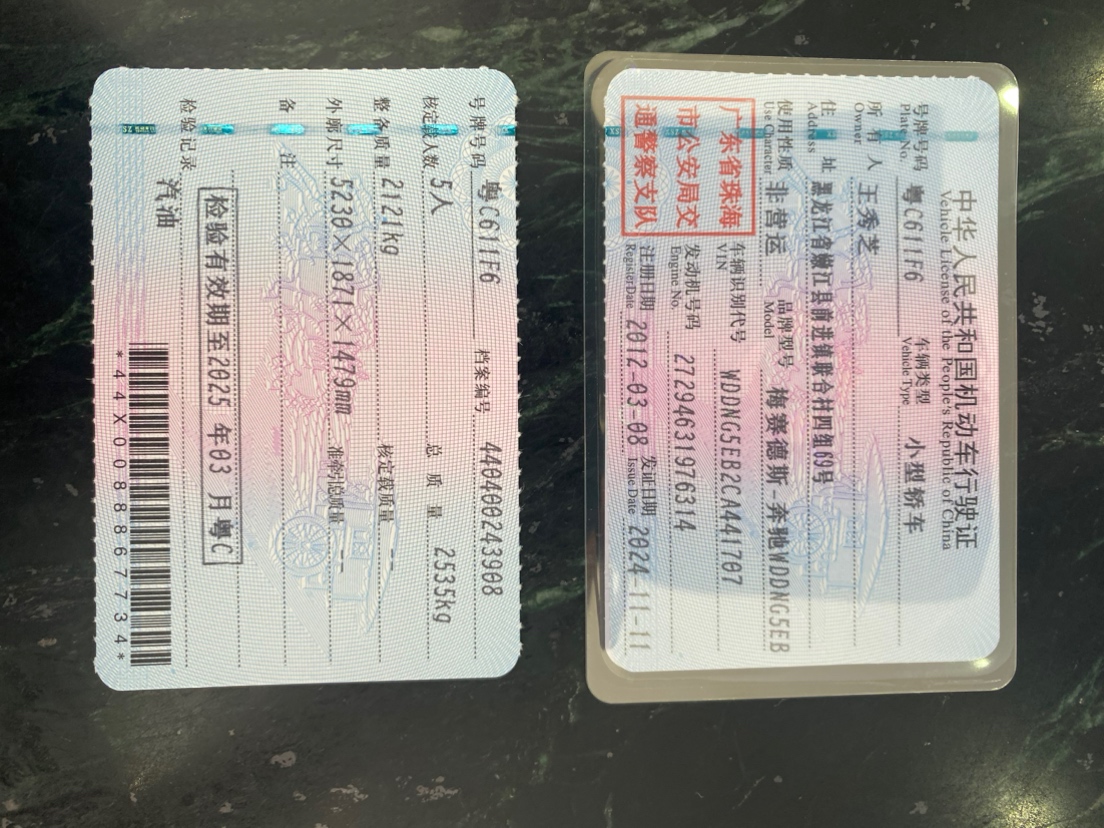 中华人民共和国机动车行驶证
Vehicle License of the People's Republic of China
号牌号码 粤C611F6 车辆类型 小型轿车
Plate No. Vehicle Type
所有人 王秀芝
Owner
住址 黑龙江省嫩江县前进镇联合村四组69号
Address
使用性质 非营运 品牌型号 梅赛德斯-奔驰WDDNG5EB
Use Character Model
广东省珠海
市公安局交
通警察支队
车辆识别代号 WDDNG5EB2CA441707
VIN
发动机号码 27294631976314
Engine No.
注册日期 2012-03-08 发证日期 2024-11-11
Register Date Issue Date
号牌号码 粤C611F6 档案编号 440400243908
核定载人数 5人 总质量 2535kg
整备质量 2121kg 核定载质量 --
外廓尺寸 5230×1871×1479mm 准牵引总质量 --
备注
检验有效期至2025年03月粤C
检验记录
汽油
*44X0088867734*